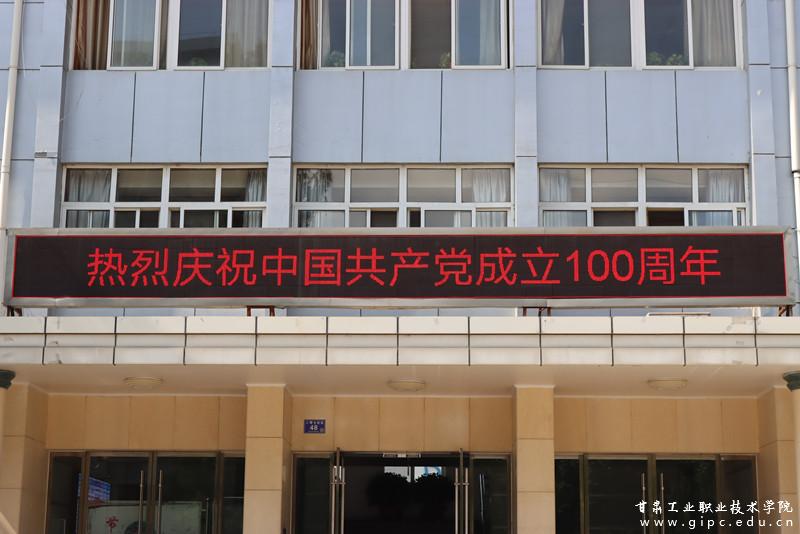 热烈庆祝中国共产党成立100周年
48
甘肃工业职业技术学院
www.gipc.edu.cn